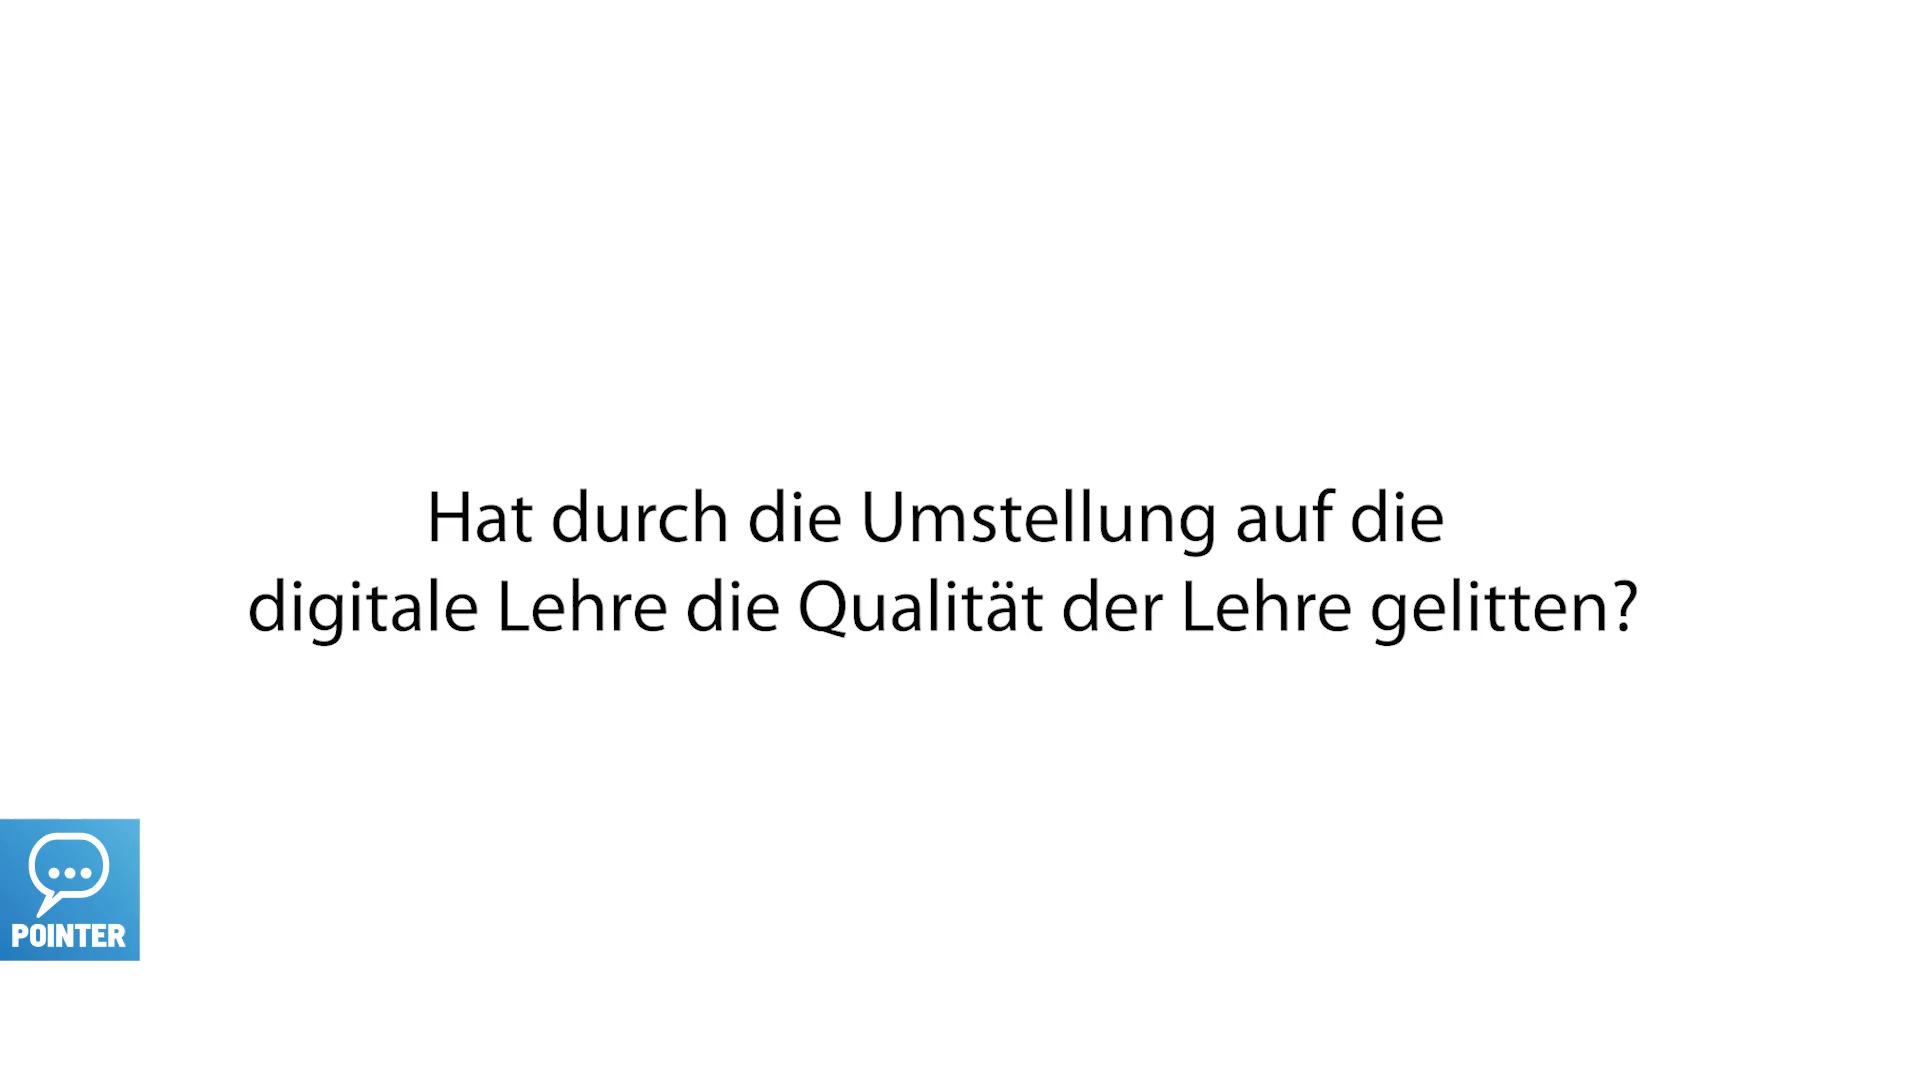 Hat durch die Umstellung auf die
digitale Lehre die Qualität der Lehre gelitten?
POINTER